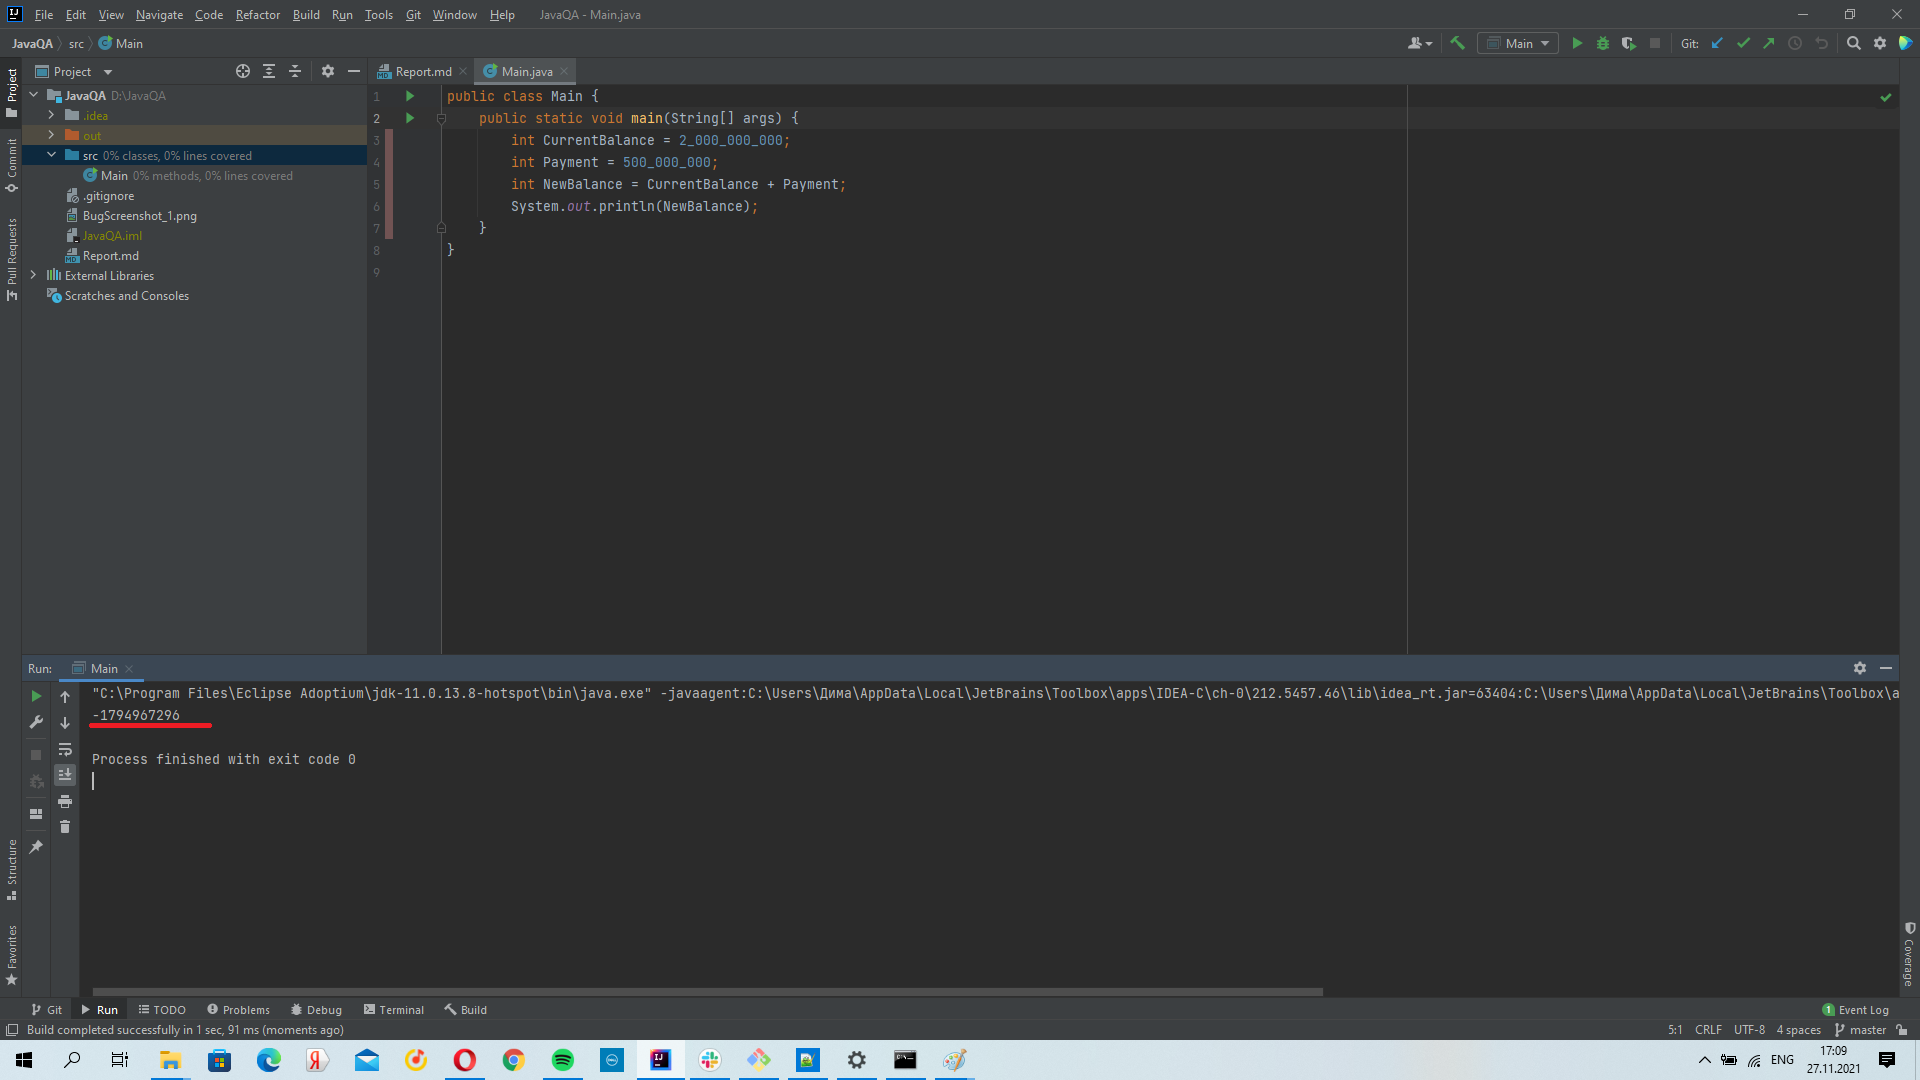 File Edit View Navigate Code Refactor Build Run Tools Git Window Help JavaQA - Main.java
JavaQA src Main
Main Git:
Project
Report.md Main.java
JavaQA D:\JavaQA
.idea
out
src 0% classes, 0% lines covered
Main 0% methods, 0% lines covered
.gitignore
BugScreenshot_1.png
JavaQA.iml
Report.md
External Libraries
Scratches and Consoles
Project
Commit
Pull Requests
1 public class Main {
2 public static void main(String[] args) {
3 int CurrentBalance = 2_000_000_000;
4 int Payment = 500_000_000;
5 int NewBalance = CurrentBalance + Payment;
6 System.out.println(NewBalance);
7 }
8 }
9
Run: Main
"C:\Program Files\Eclipse Adoptium\jdk-11.0.13.8-hotspot\bin\java.exe" -javaagent:C:\Users\Дима\AppData\Local\JetBrains\Toolbox\apps\IDEA-C\ch-0\212.5457.46\lib\idea_rt.jar=63404:C:\Users\Дима\AppData\Local\JetBrains\Toolbox\a
-1794967296
Process finished with exit code 0
Structure
Favorites
Coverage
Git Run TODO Problems Debug Terminal Build 1 Event Log
Build completed successfully in 1 sec, 91 ms (moments ago) 5:1 CRLF UTF-8 4 spaces master
ENG 17:09
27.11.2021